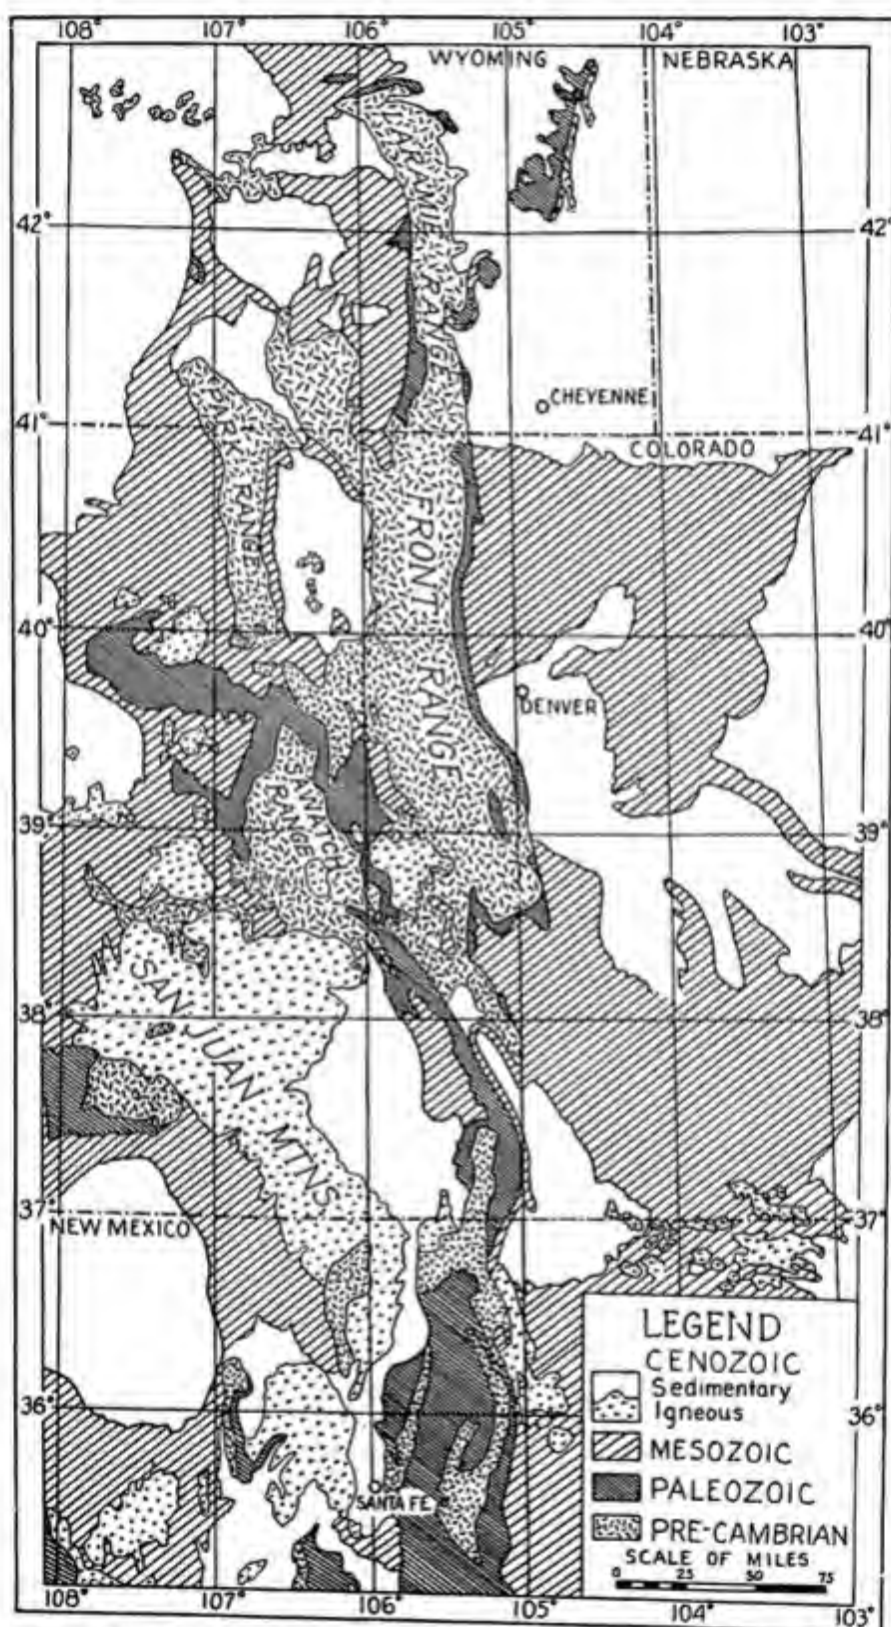 108° 107° 106° 105° 104° 103°
WYOMING NEBRASKA
LARAMIE RANGE
42° 42°
CHEYENNE
41° 41°
COLORADO
PARK RANGE
FRONT RANGE
40° 40°
DENVER
SAWATCH
RANGE
39° 39°
SAN JUAN MTNS
38° 38°
37° 37°
NEW MEXICO
LEGEND
CENOZOIC
Sedimentary
Igneous
36° 36°
MESOZOIC
PALEOZOIC
SANTA FE
PRE-CAMBRIAN
SCALE OF MILES
0 25 50 75
108° 107° 106° 105° 104° 103°